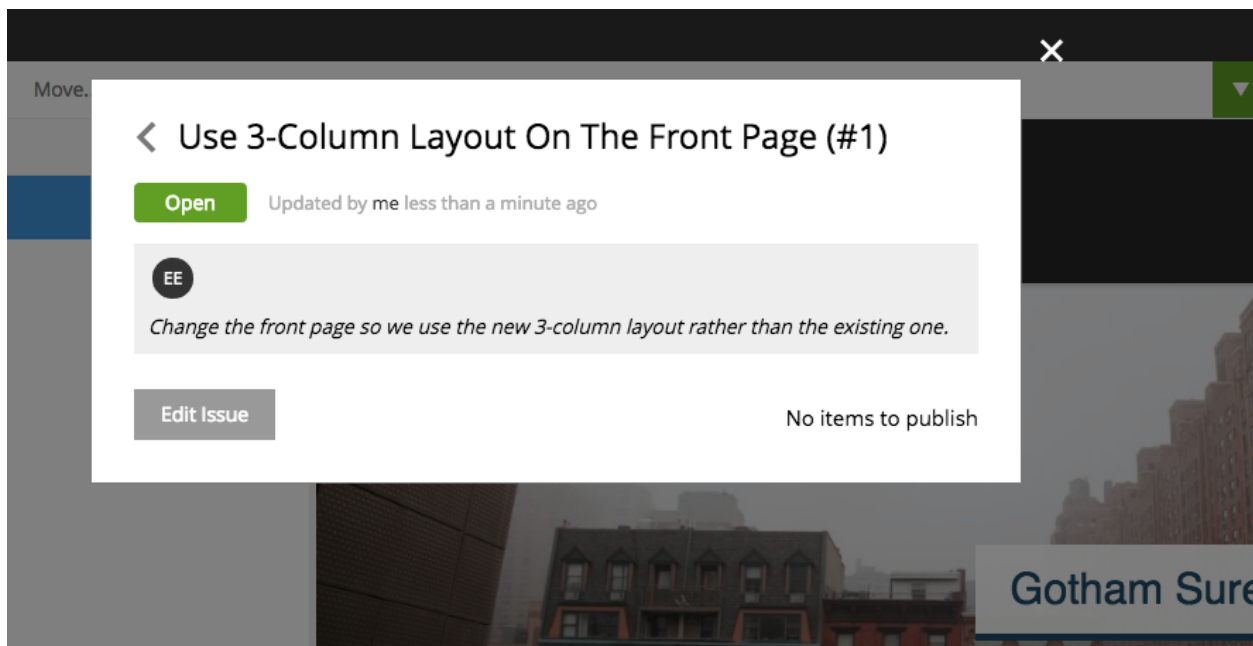 Move..
Use 3-Column Layout On The Front Page (#1)
Open
Updated by me less than a minute ago
EE
Change the front page so we use the new 3-column layout rather than the existing one.
Edit Issue
No items to publish
Gotham Sure